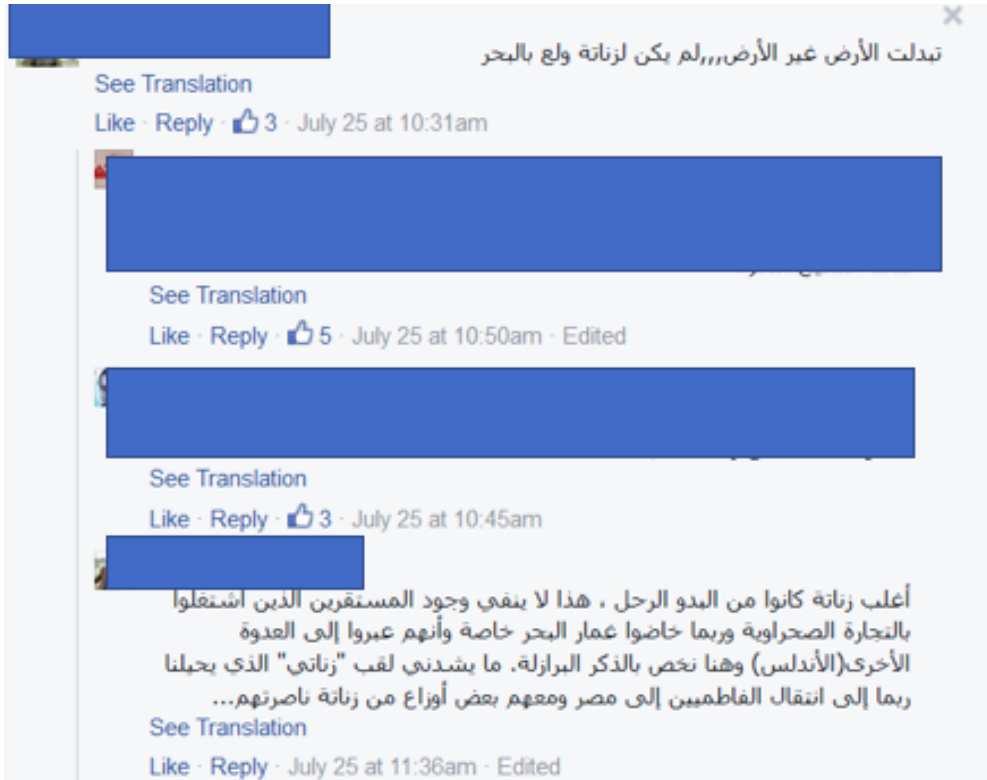 تبدلت الأرض غير الأرض,,,,لم يكن لزناتة ولع بالبحر
See Translation
Like · Reply · 3 · July 25 at 10:31am
See Translation
Like · Reply · 5 · July 25 at 10:50am · Edited
See Translation
Like · Reply · 3 · July 25 at 10:45am
أغلب زناتة كانوا من البدو الرحل ، هذا لا ينفي وجود المستقرين الذين اشتغلوا
بالتجارة الصحراوية وربما خاضوا غمار البحر خاصة وأنهم عبروا إلى العدوة
الأخرى(الأندلس) وهنا نخص بالذكر البرازلة. ما يشدني لقب "زناتي" الذي يحيلنا
ربما إلى انتقال الفاطميين إلى مصر ومعهم بعض أوزاع من زناتة ناصرتهم...
See Translation
Like · Reply · July 25 at 11:36am · Edited